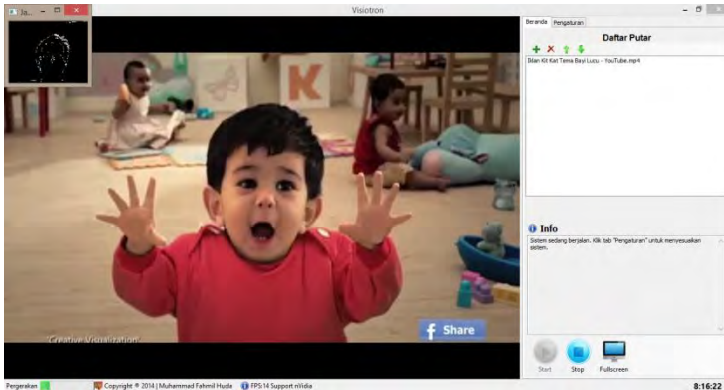 Ja...
Visiotron
Beranda Pengaturan
Daftar Putar
Iklan Kit Kat Tema Bayi Lucu - YouTube.mp4
K
Info
Sistem sedang berjalan. Klik tab "Pengaturan" untuk menyesuaikan
sistem.
f Share
'Creative Visualization'
Start Stop Fullscreen
Pergerakan Copyright © 2014 | Muhammad Fahmil Huda FPS:14 Support nVidia 8:16:22